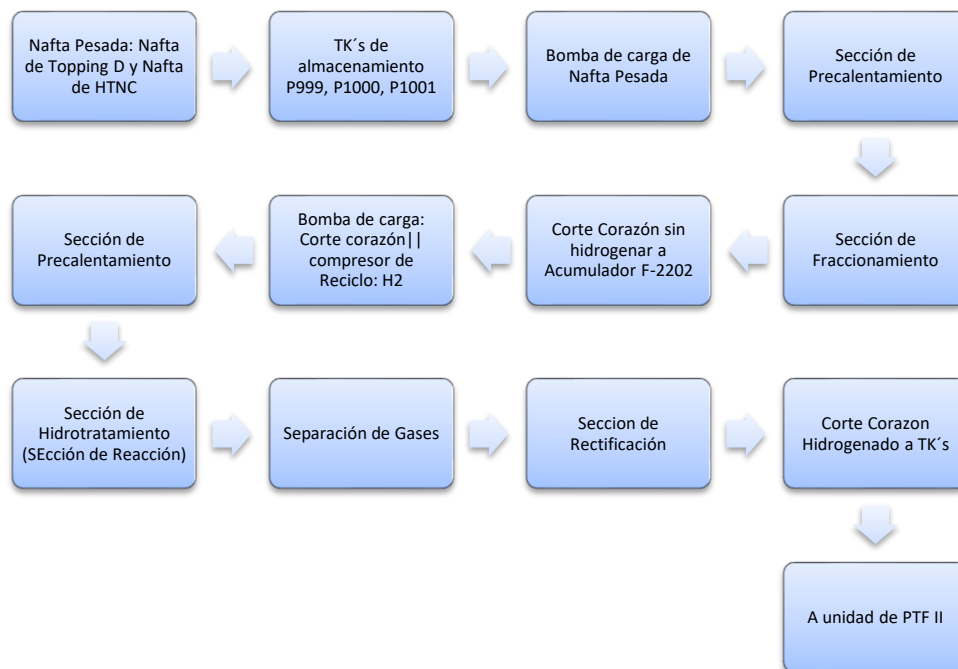 Nafta Pesada: Nafta
de Topping D y Nafta
de HTNC
TK´s de
almacenamiento
P999, P1000, P1001
Bomba de carga de
Nafta Pesada
Sección de
Precalentamiento
Sección de
Precalentamiento
Bomba de carga:
Corte corazón||
compresor de
Reciclo: H2
Corte Corazón sin
hidrogenar a
Acumulador F-2202
Sección de
Fraccionamiento
Sección de
Hidrotratamiento
(SEcción de Reacción)
Separación de Gases
Seccion de
Rectificación
Corte Corazon
Hidrogenado a TK´s
A unidad de PTF II